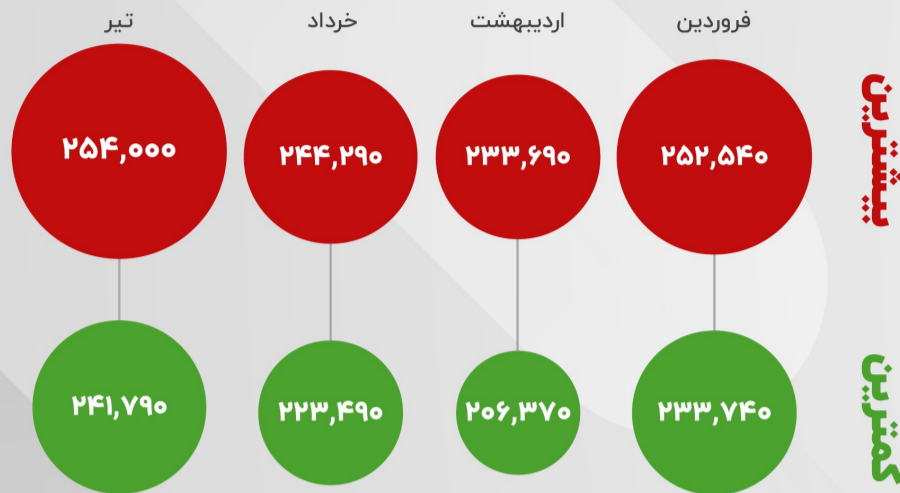 فروردین اردیبهشت خرداد تیر
بیشترین
۲۵۲,۵۴۰ ۲۳۳,۶۹۰ ۲۴۴,۲۹۰ ۲۵۴,۰۰۰
کمترین
۲۳۳,۷۴۰ ۲۰۶,۳۷۰ ۲۲۳,۴۹۰ ۲۴۱,۷۹۰